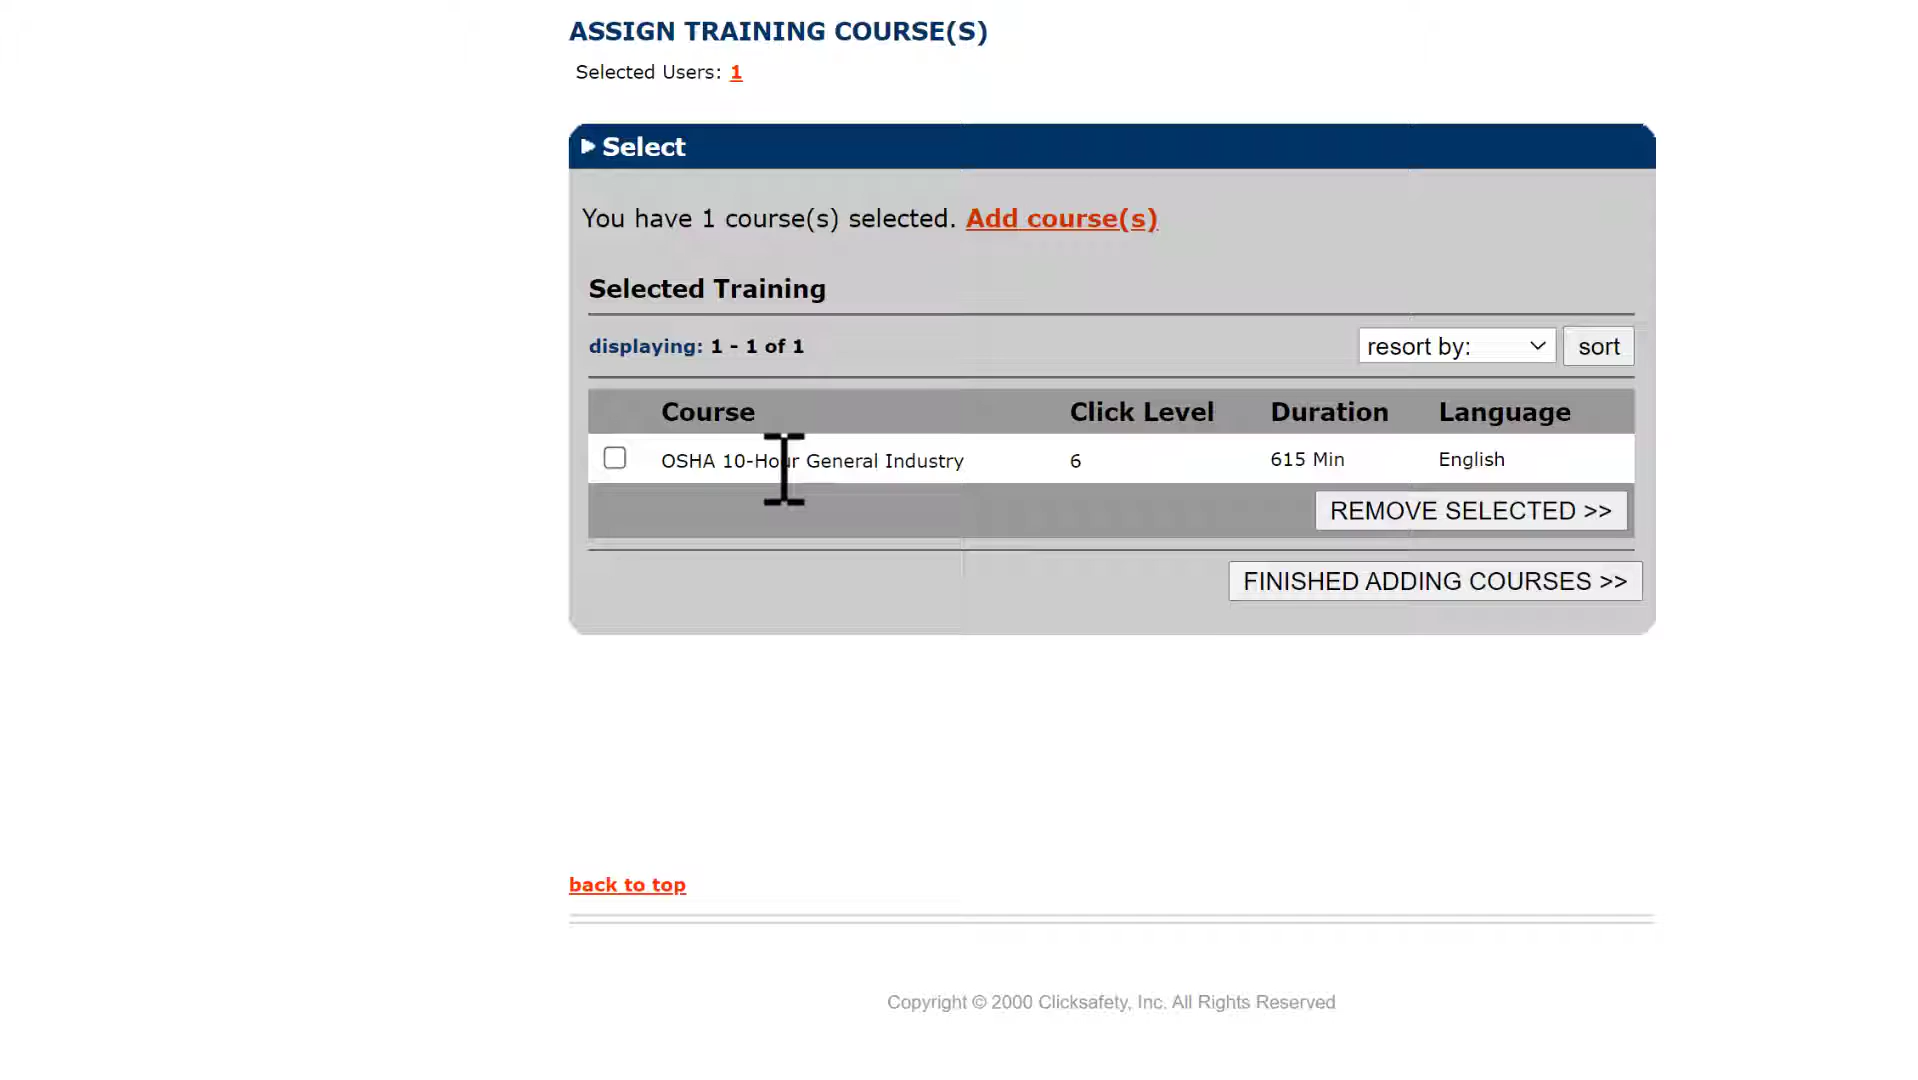 ASSIGN TRAINING COURSE(S)
Selected Users: 1
Select
You have 1 course(s) selected. Add course(s)
Selected Training
displaying: 1 - 1 of 1
resort by:
sort
Course Click Level Duration Language
OSHA 10-Hour General Industry 6 615 Min English
REMOVE SELECTED >>
FINISHED ADDING COURSES >>
back to top
Copyright © 2000 Clicksafety, Inc. All Rights Reserved